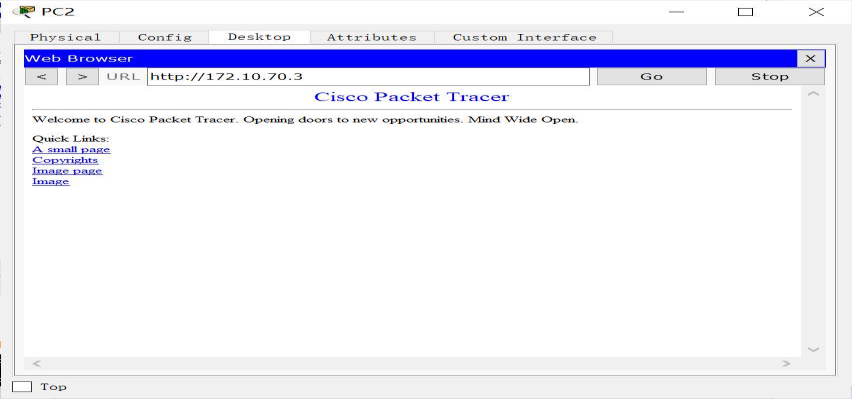 PC2
Physical Config Desktop Attributes Custom Interface
Web Browser X
< > URL http://172.10.70.3 Go Stop
Cisco Packet Tracer
Welcome to Cisco Packet Tracer. Opening doors to new opportunities. Mind Wide Open.
Quick Links:
A small page
Copyrights
Image page
Image
Top